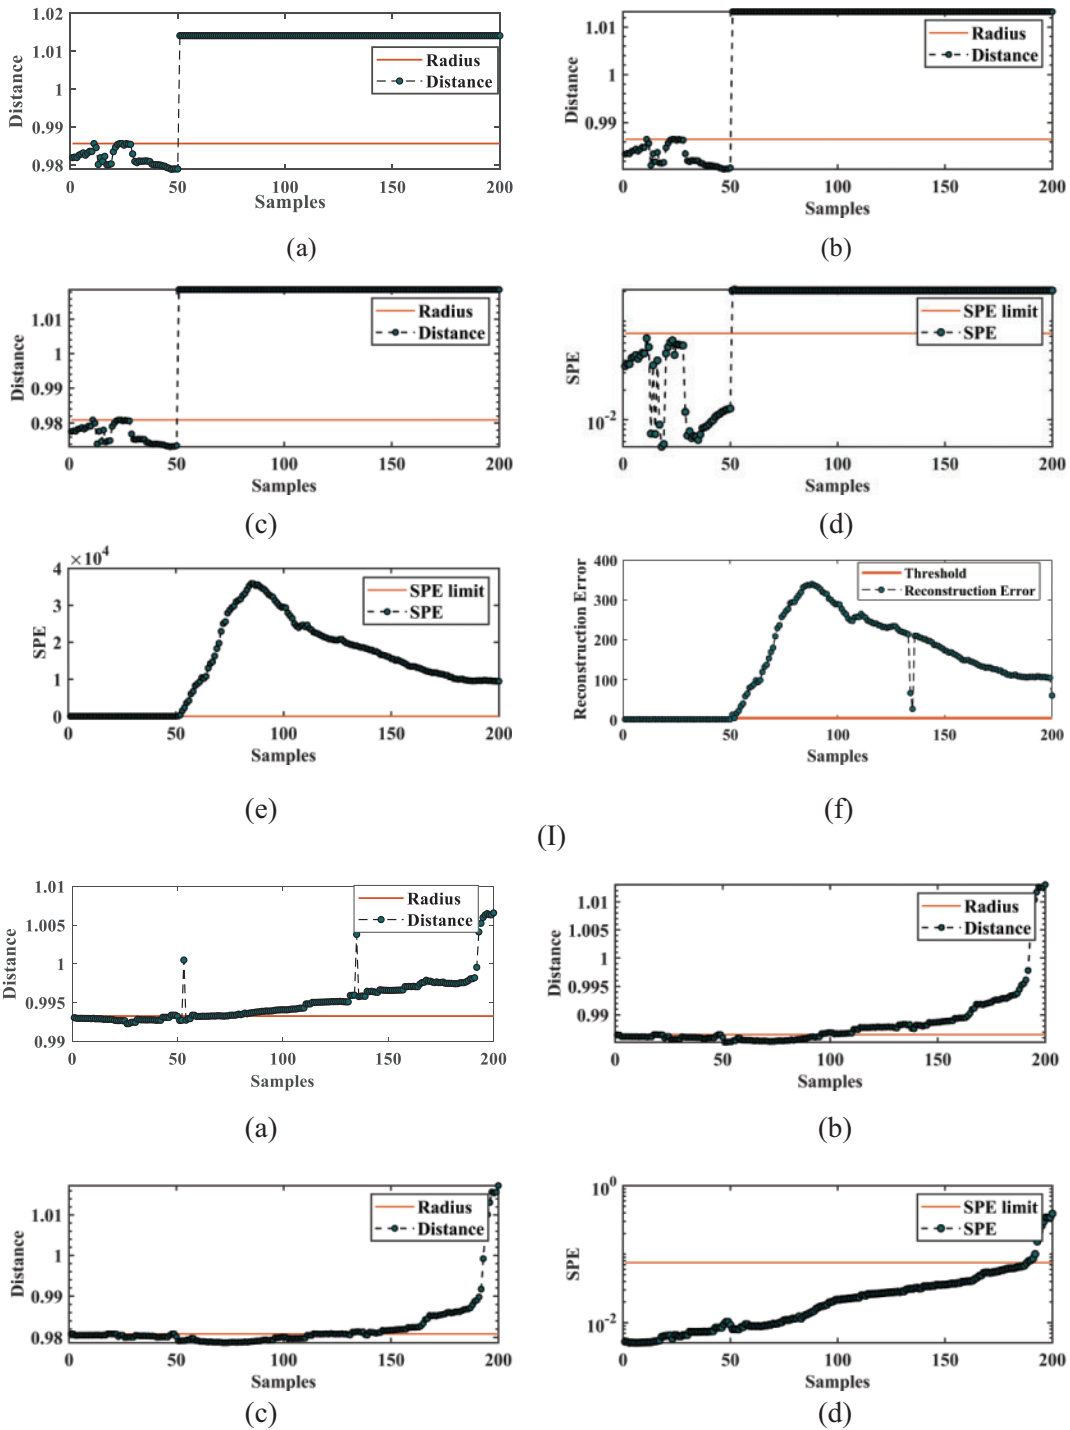 1.02
1.01
1
0.99
0.98
Distance
Radius
Distance
0
50
100
150
200
Samples
(a)
1.01
1
0.99
Distance
Radius
Distance
0
50
100
150
200
Samples
(b)
1.01
1
0.99
0.98
Distance
Radius
Distance
0
50
100
150
200
Samples
(c)
10-2
SPE
SPE limit
SPE
0
50
100
150
200
Samples
(d)
×104
4
3
2
1
0
SPE
SPE limit
SPE
0
50
100
150
200
Samples
(e)
400
300
200
100
0
Reconstruction Error
Threshold
Reconstruction Error
0
50
100
150
200
Samples
(f)
(I)
1.01
1.005
1
0.995
0.99
Distance
Radius
Distance
0
50
100
150
200
Samples
(a)
1.01
1.005
1
0.995
0.99
Distance
Radius
Distance
0
50
100
150
200
Samples
(b)
1.01
1
0.99
0.98
Distance
Radius
Distance
0
50
100
150
200
Samples
(c)
100
10-2
SPE
SPE limit
SPE
0
50
100
150
200
Samples
(d)